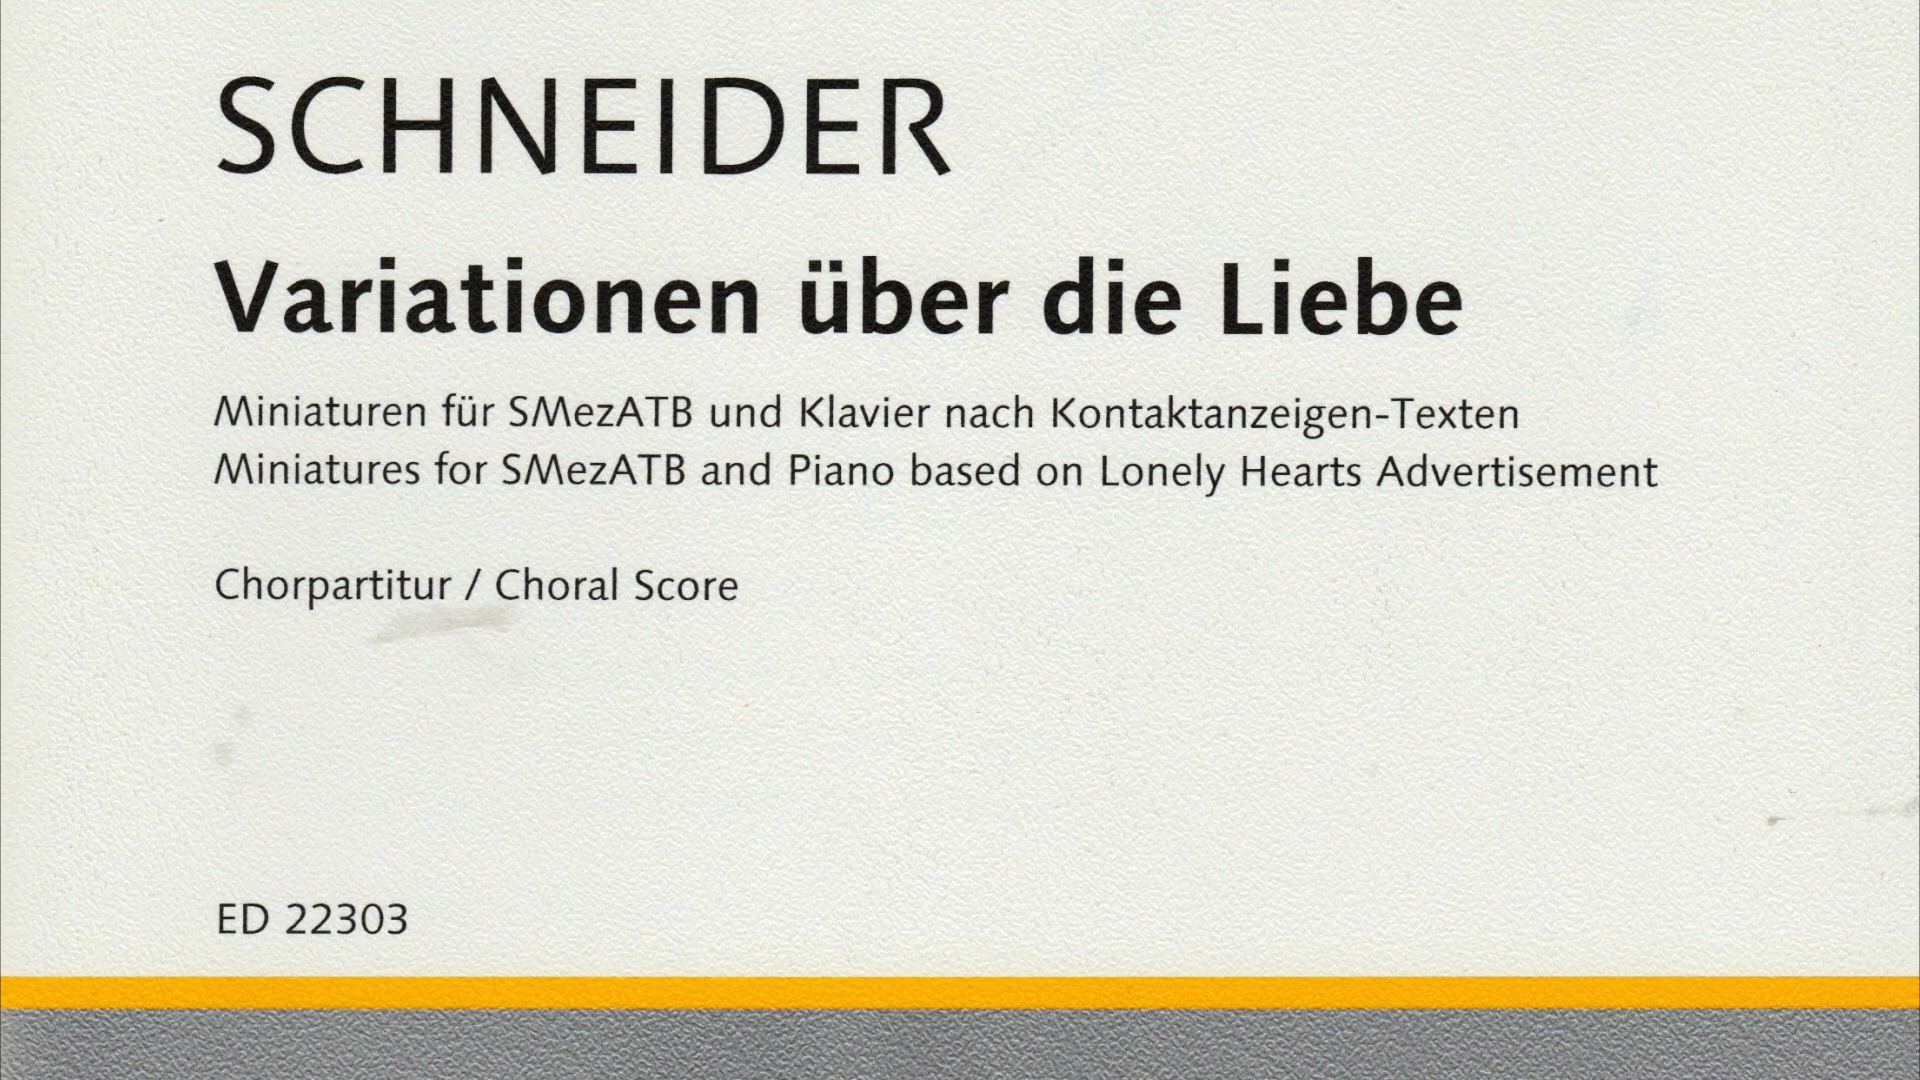 SCHNEIDER
Variationen über die Liebe
Miniaturen für SMezATB und Klavier nach Kontaktanzeigen-Texten
Miniatures for SMezATB and Piano based on Lonely Hearts Advertisement
Chorpartitur / Choral Score
ED 22303